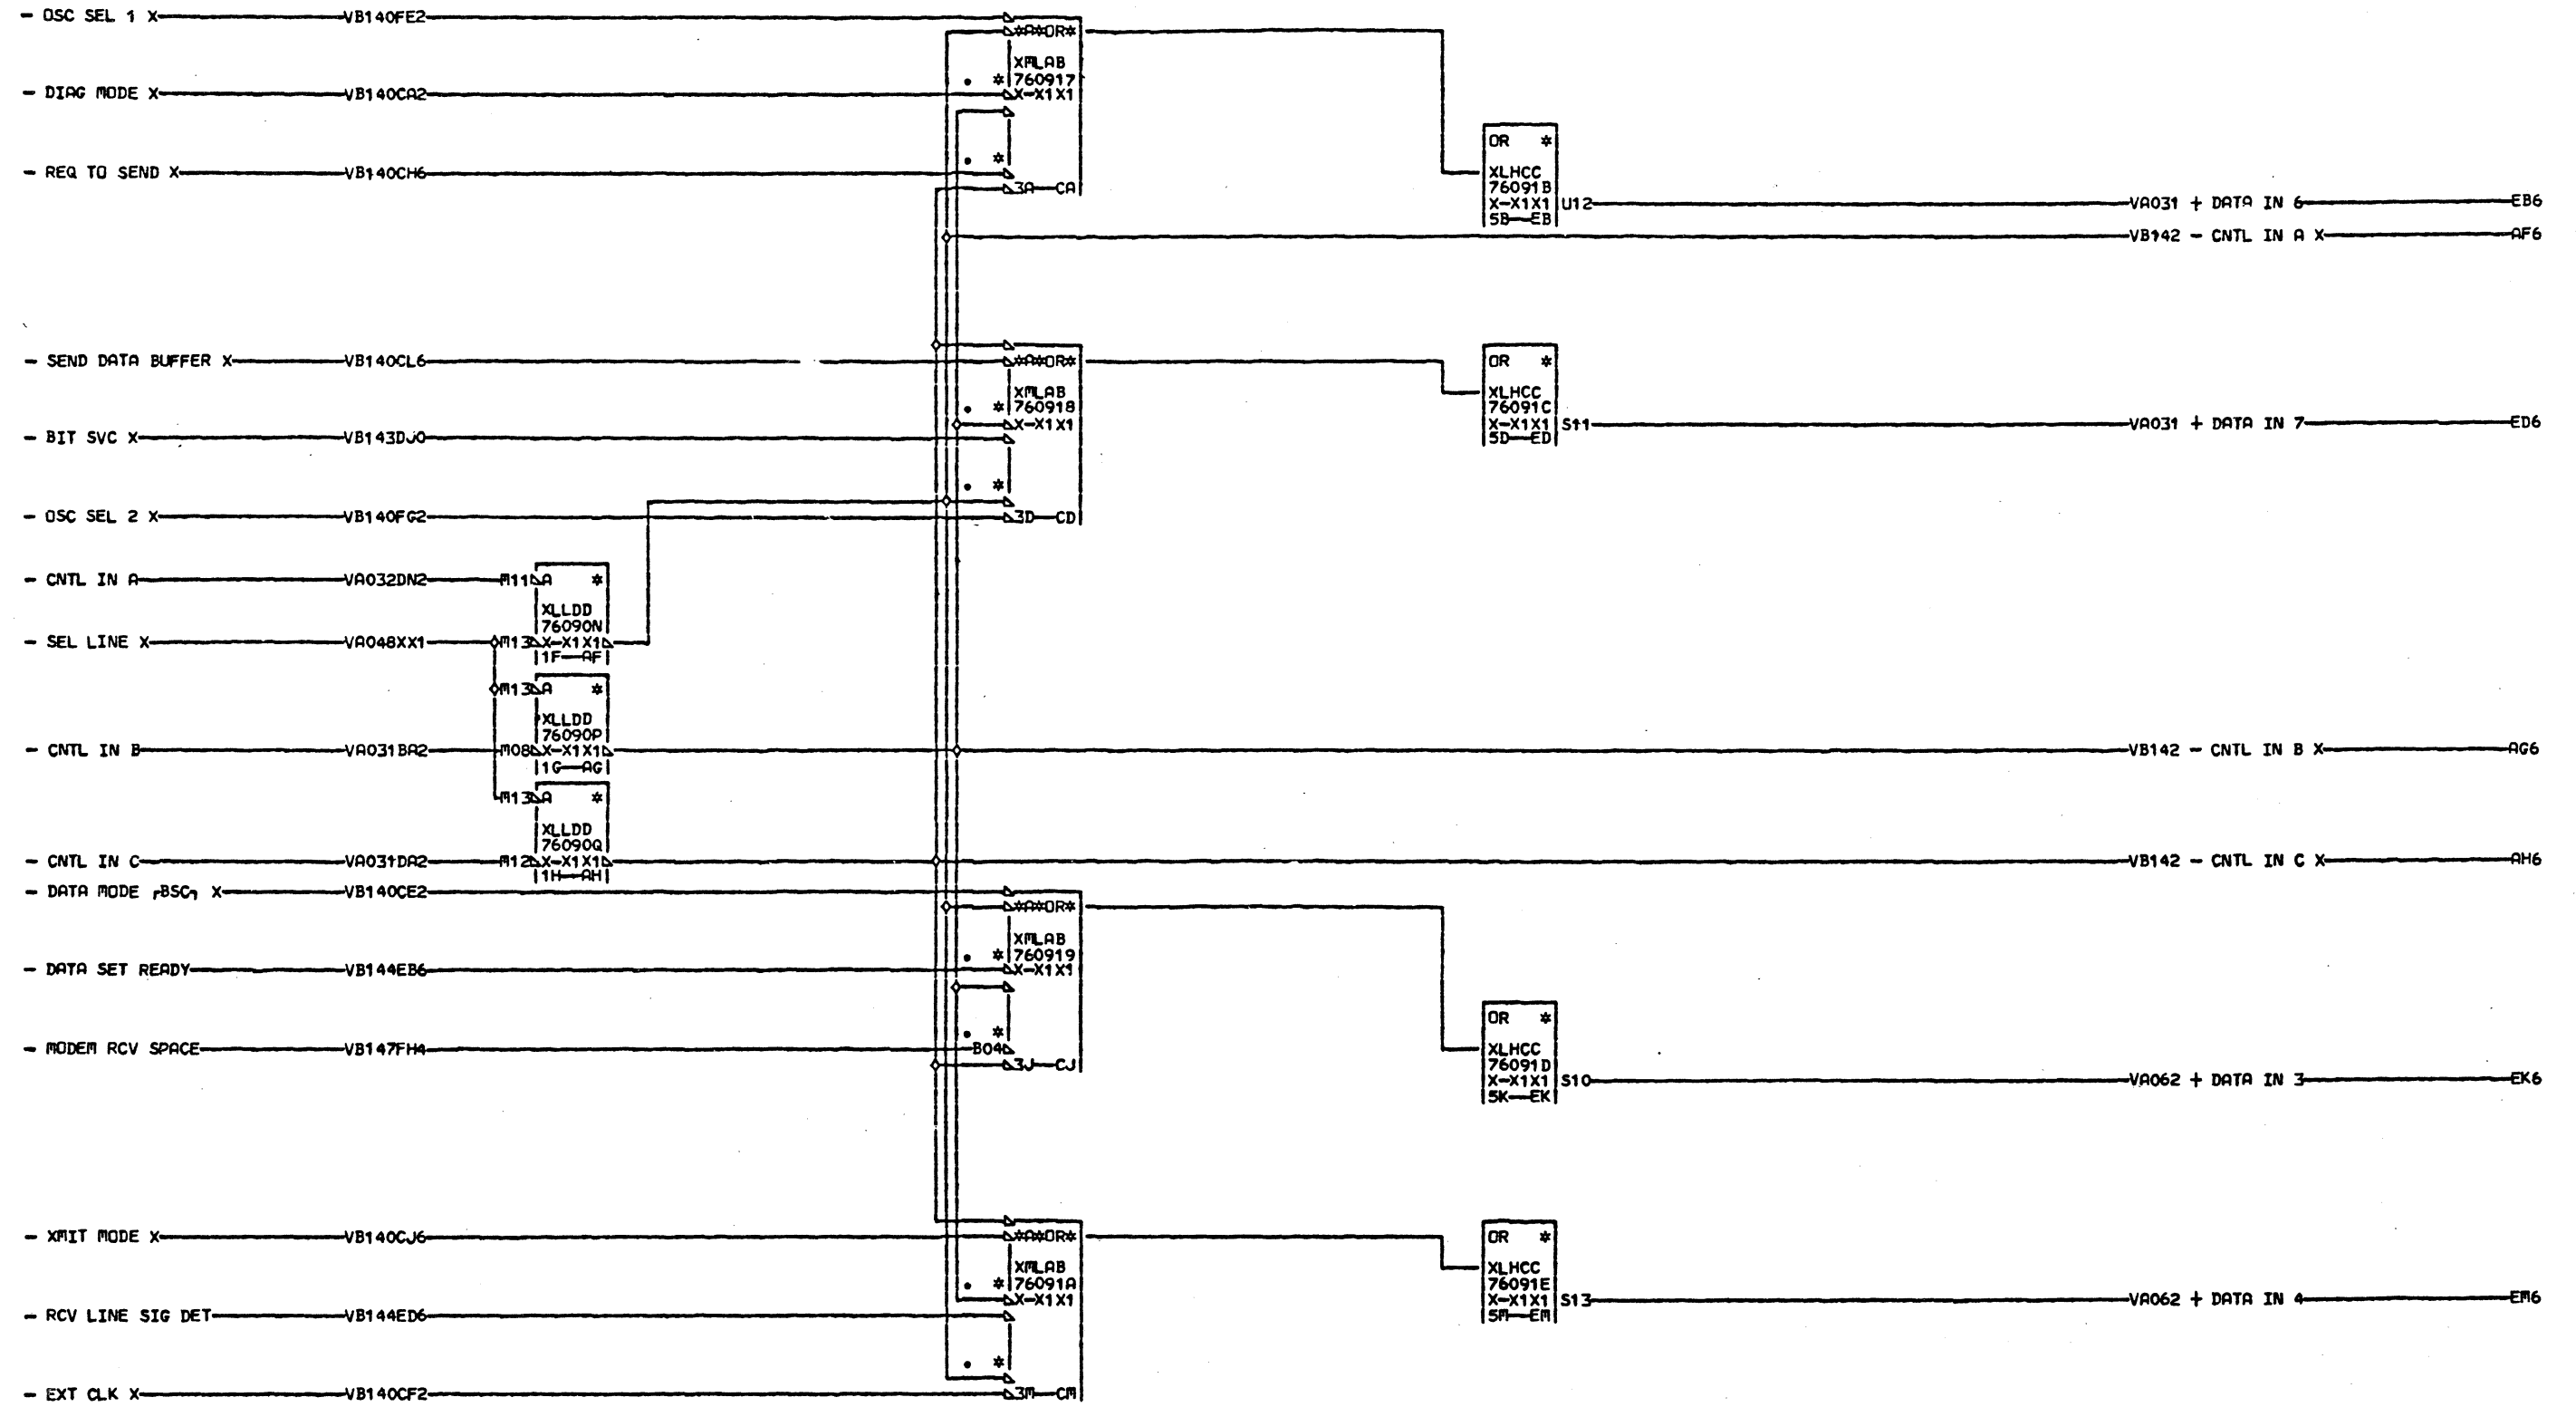 - OSC SEL 1 X VB140FE2
*A*OR*
XMLAB
* 760917
- DIAG MODE X VB140CA2 X-X1X1
OR *
*
- REQ TO SEND X VB140CH6 XLHCC
3A CA 76091B
X-X1X1 U12 VA031 + DATA IN 6 EB6
5B EB
VB142 - CNTL IN A X AF6
- SEND DATA BUFFER X VB140CL6 *A*OR* OR *
XMLAB XLHCC
* 760918 76091C
X-X1X1 X-X1X1 S11 VA031 + DATA IN 7 ED6
- BIT SVC X VB143DJ0 5D ED
*
- OSC SEL 2 X VB140FG2 3D CD
- CNTL IN A VA032DN2 M11 A *
XLLDD
76090N
- SEL LINE X VA048XX1 M13 X-X1X1
1F AF
M13 A *
XLLDD
76090P
- CNTL IN B VA031BA2 M08 X-X1X1 VB142 - CNTL IN B X AG6
1G AG
M13 A *
XLLDD
76090Q
- CNTL IN C VA031DA2 M12 X-X1X1 VB142 - CNTL IN C X AH6
1H AH
- DATA MODE ┌BSC┐ X VB140CE2
*A*OR*
XMLAB
* 760919
- DATA SET READY VB144EB6 X-X1X1
OR *
*
- MODEM RCV SPACE VB147FH4 B04 XLHCC
3J CJ 76091D
X-X1X1 S10 VA062 + DATA IN 3 EK6
5K EK
- XMIT MODE X VB140CJ6 *A*OR* OR *
XMLAB XLHCC
* 76091A 76091E
X-X1X1 X-X1X1 S13 VA062 + DATA IN 4 EM6
- RCV LINE SIG DET VB144ED6 5M EM
*
- EXT CLK X VB140CF2 3M CM